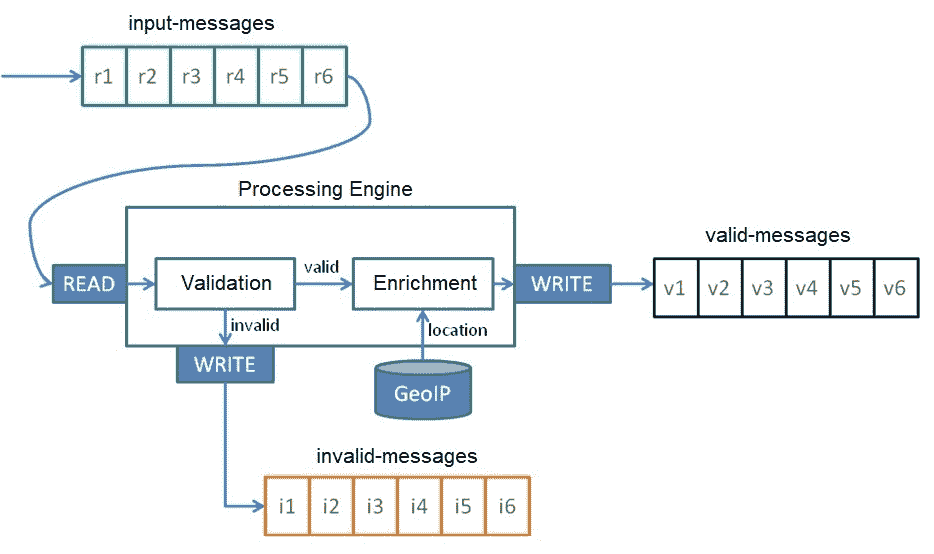 input-messages
r1 r2 r3 r4 r5 r6
Processing Engine
valid-messages
READ
Validation
valid
Enrichment
WRITE
v1 v2 v3 v4 v5 v6
invalid
location
WRITE
GeoIP
invalid-messages
i1 i2 i3 i4 i5 i6